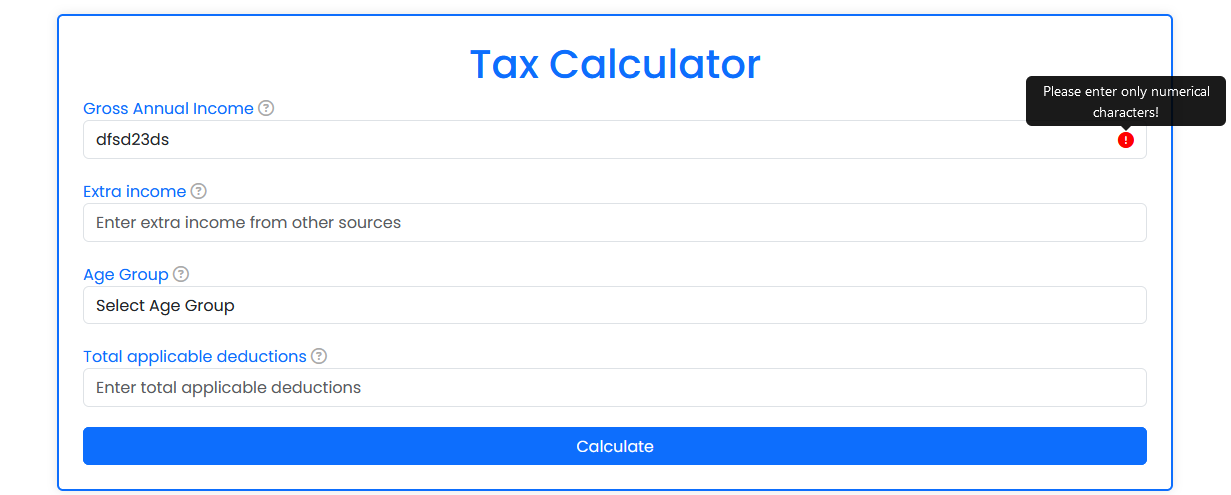 Tax Calculator
Please enter only numerical
characters!
Gross Annual Income ?
dfsd23ds
Extra income ?
Enter extra income from other sources
Age Group ?
Select Age Group
Total applicable deductions ?
Enter total applicable deductions
Calculate